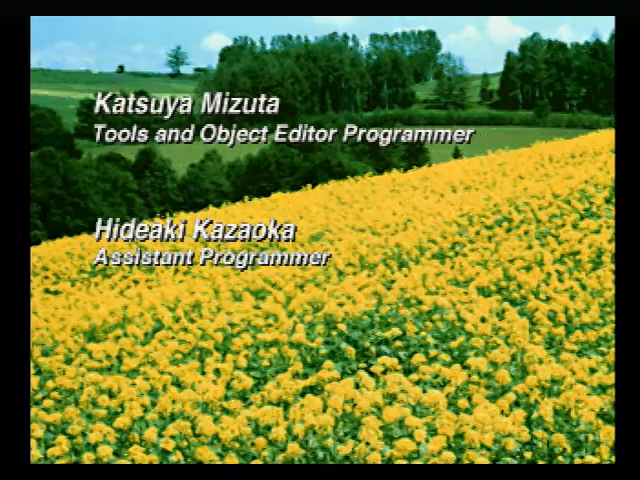 Katsuya Mizuta
Tools and Object Editor Programmer
Hideaki Kazaoka
Assistant Programmer